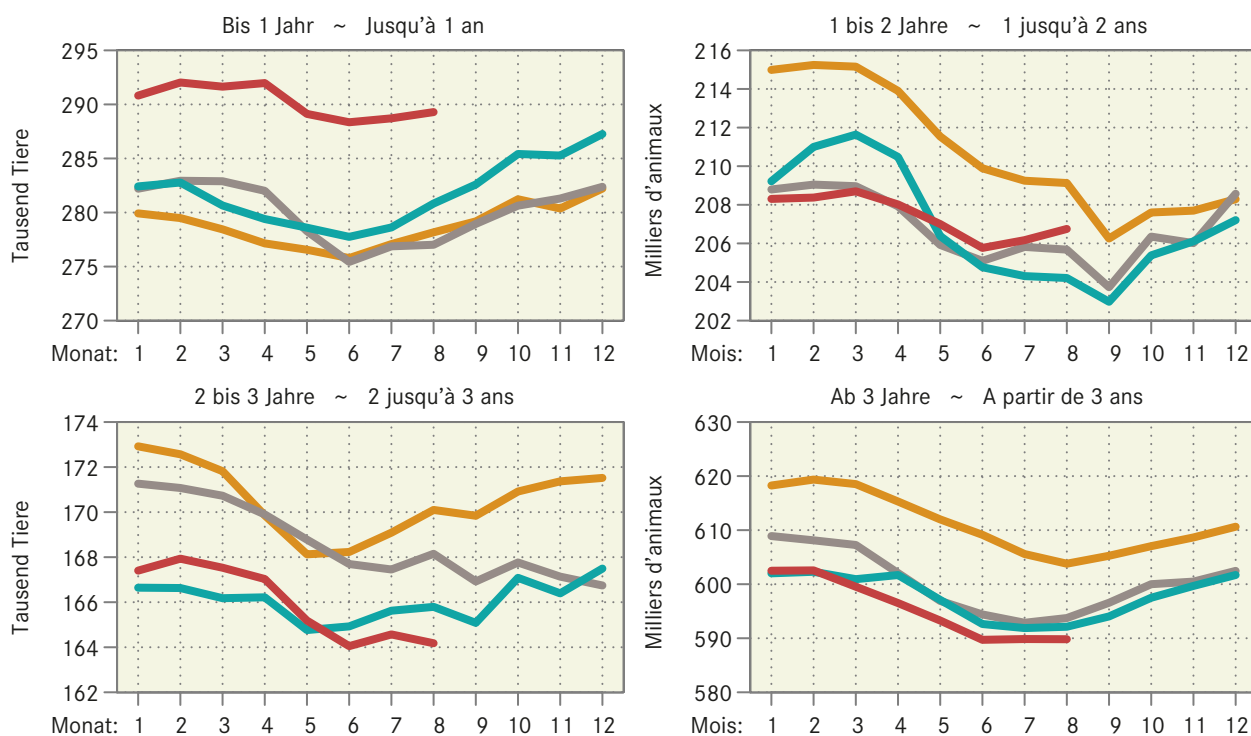 Bis 1 Jahr ~ Jusqu'à 1 an
Tausend Tiere
295
290
285
280
275
270
Monat: 1 2 3 4 5 6 7 8 9 10 11 12
1 bis 2 Jahre ~ 1 jusqu'à 2 ans
Milliers d'animaux
216
214
212
210
208
206
204
202
Mois: 1 2 3 4 5 6 7 8 9 10 11 12
2 bis 3 Jahre ~ 2 jusqu'à 3 ans
Tausend Tiere
174
172
170
168
166
164
162
Monat: 1 2 3 4 5 6 7 8 9 10 11 12
Ab 3 Jahre ~ A partir de 3 ans
Milliers d'animaux
630
620
610
600
590
580
Mois: 1 2 3 4 5 6 7 8 9 10 11 12